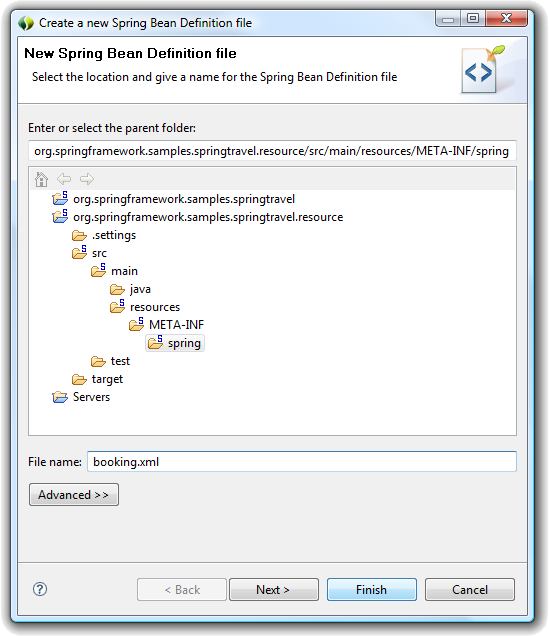 Create a new Spring Bean Definition file
New Spring Bean Definition file
Select the location and give a name for the Spring Bean Definition file
Enter or select the parent folder:
org.springframework.samples.springtravel.resource/src/main/resources/META-INF/spring
org.springframework.samples.springtravel
org.springframework.samples.springtravel.resource
.settings
src
main
java
resources
META-INF
spring
test
target
Servers
File name: booking.xml
Advanced >>
< Back Next > Finish Cancel